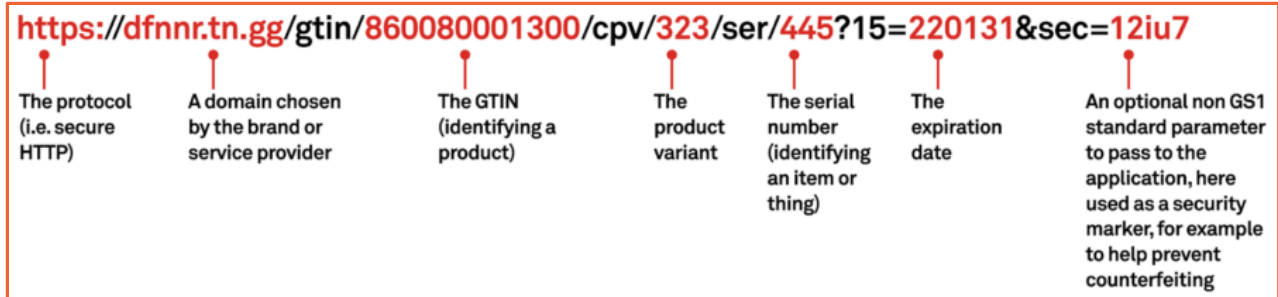 https://dfnnr.tn.gg/gtin/860080001300/cpv/323/ser/445?15=220131&sec=12iu7
The protocol
(i.e. secure
HTTP)
A domain chosen
by the brand or
service provider
The GTIN
(identifying a
product)
The
product
variant
The serial
number
(identifying
an item or
thing)
The
expiration
date
An optional non GS1
standard parameter
to pass to the
application, here
used as a security
marker, for example
to help prevent
counterfeiting